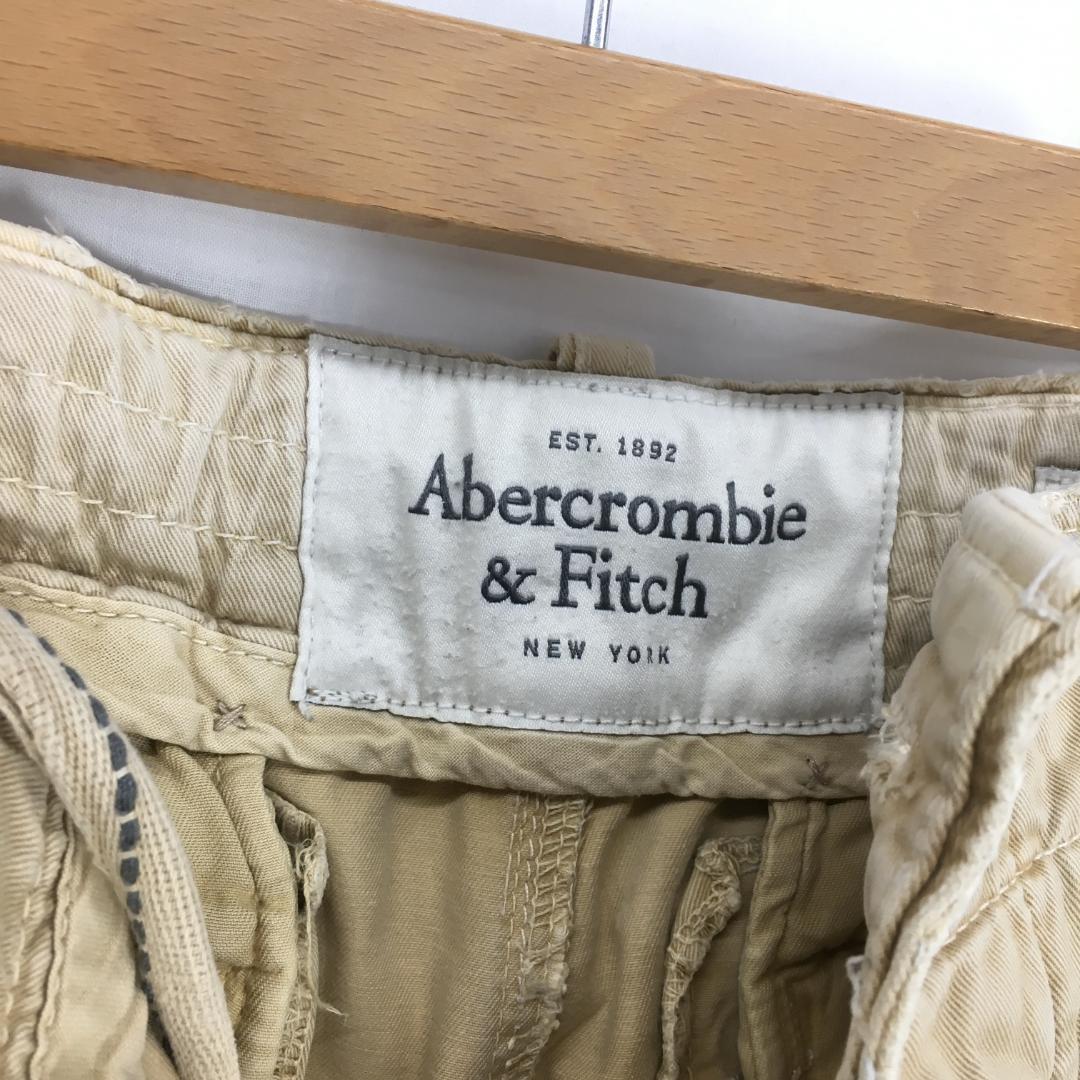 EST. 1892
Abercrombie
& Fitch
NEW YORK